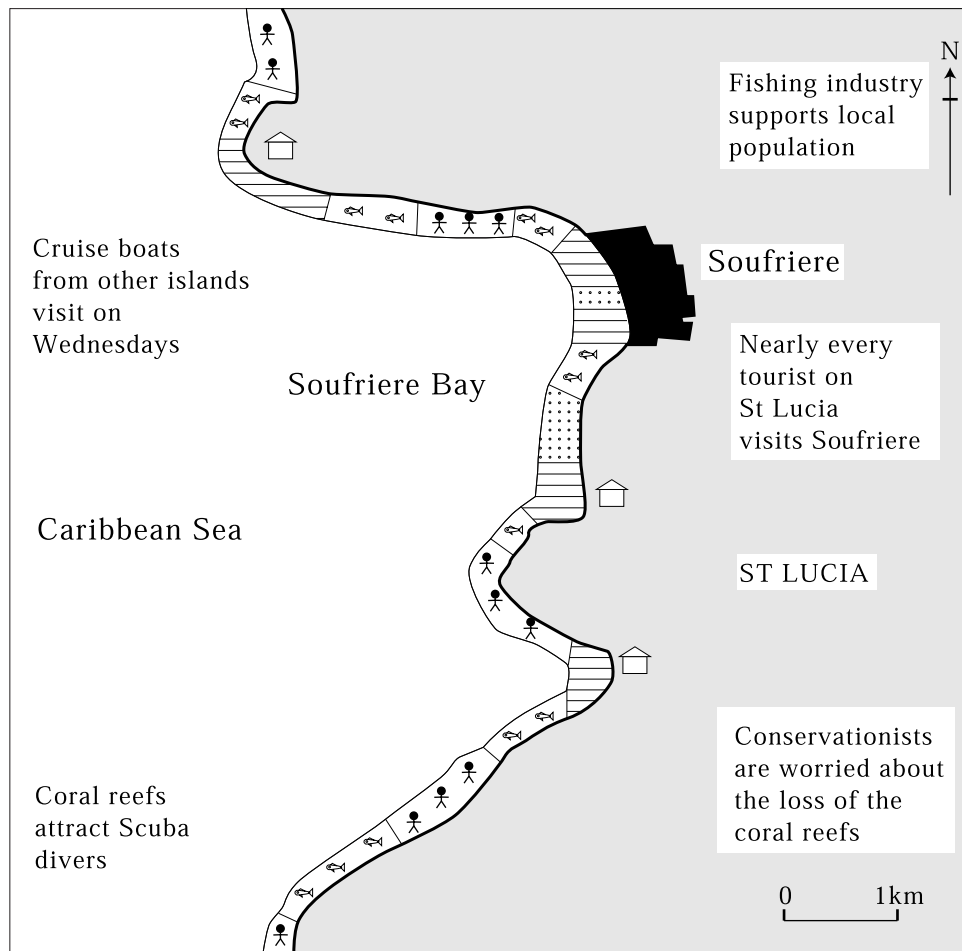 N
Fishing industry
supports local
population
Cruise boats
from other islands
visit on
Wednesdays
Soufriere
Nearly every
tourist on
St Lucia
visits Soufriere
Soufriere Bay
Caribbean Sea
ST LUCIA
Conservationists
are worried about
the loss of the
coral reefs
Coral reefs
attract Scuba
divers
0 1km